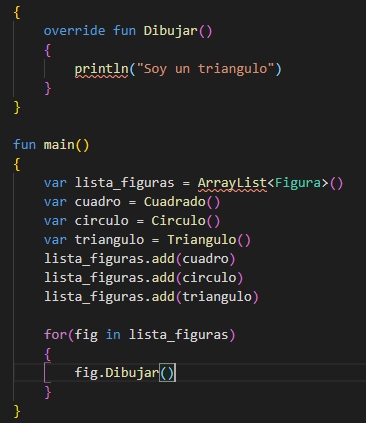 {
    override fun Dibujar()
    {
        println("Soy un triangulo")
    }
}

fun main()
{
    var lista_figuras = ArrayList<Figura>()
    var cuadro = Cuadrado()
    var circulo = Circulo()
    var triangulo = Triangulo()
    lista_figuras.add(cuadro)
    lista_figuras.add(circulo)
    lista_figuras.add(triangulo)

    for(fig in lista_figuras)
    {
        fig.Dibujar()
    }
}